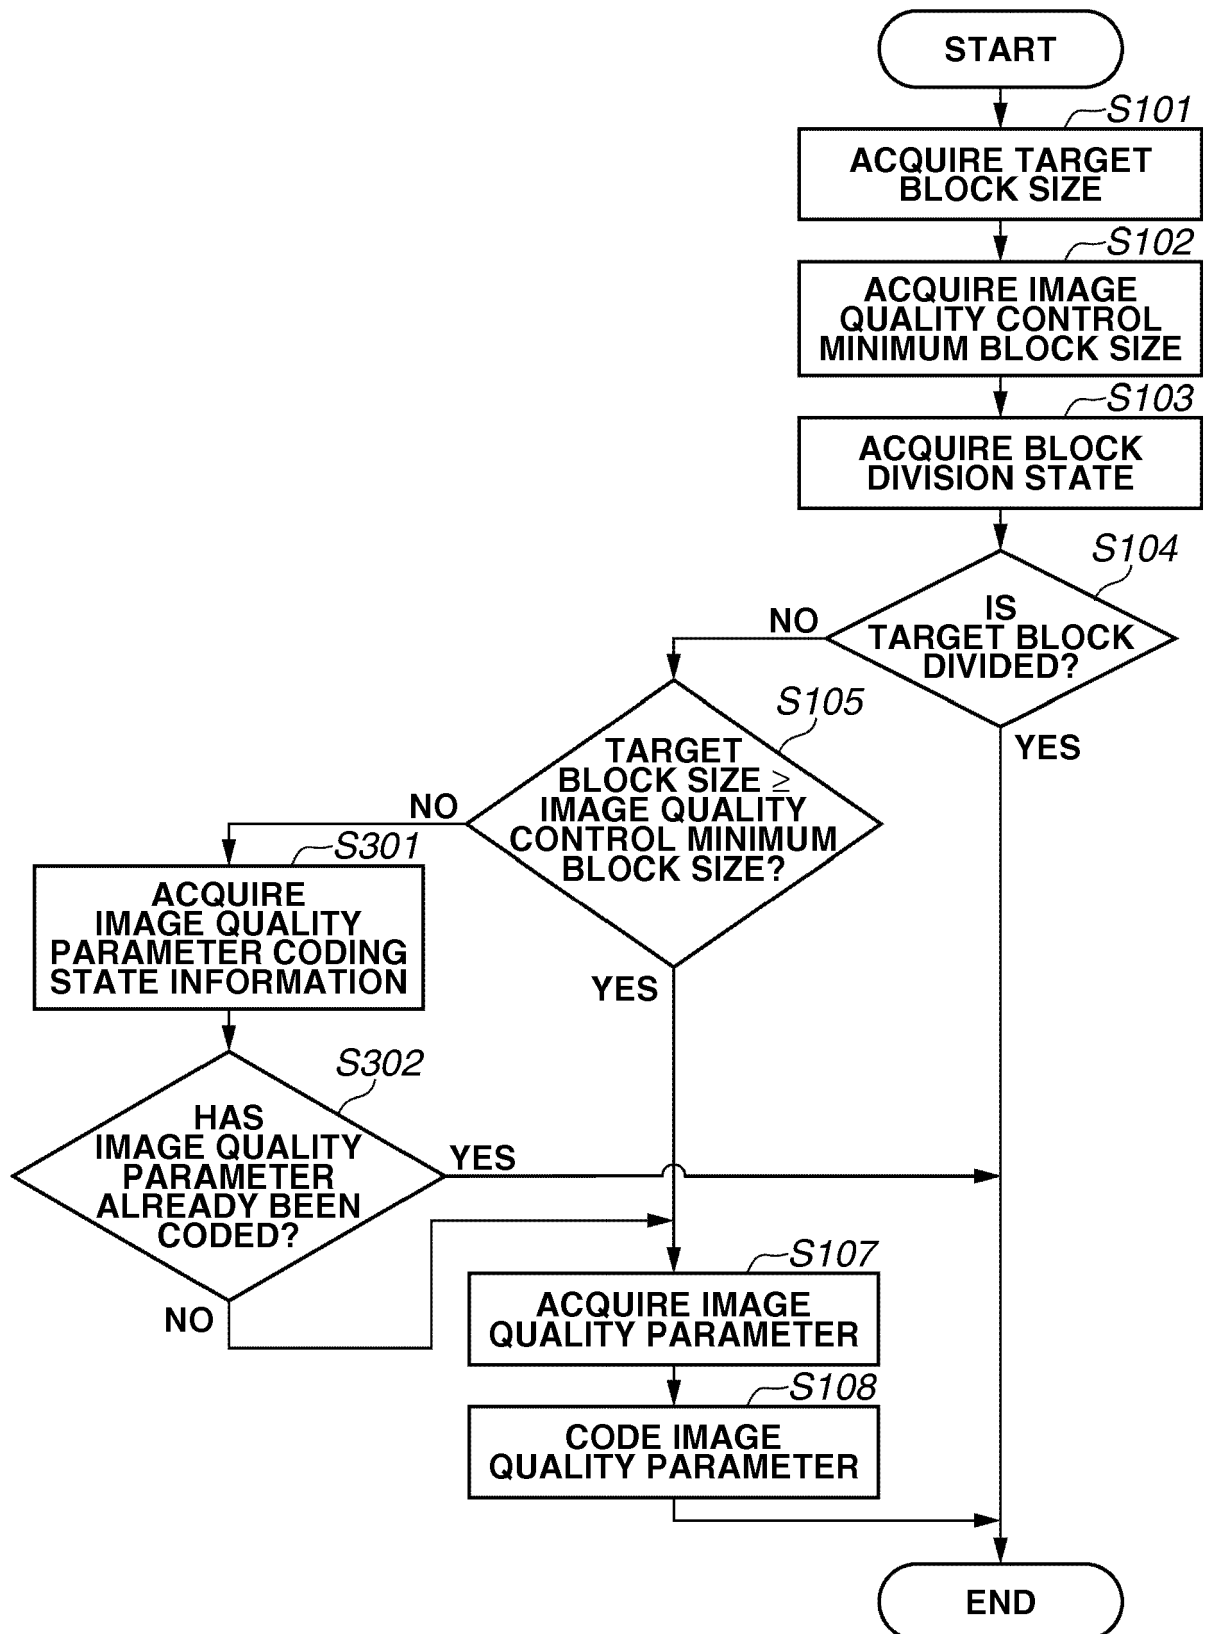 START
S101
ACQUIRE TARGET
BLOCK SIZE
S102
ACQUIRE IMAGE
QUALITY CONTROL
MINIMUM BLOCK SIZE
S103
ACQUIRE BLOCK
DIVISION STATE
S104
IS
TARGET BLOCK
DIVIDED?
NO
YES
S105
TARGET
BLOCK SIZE ≥
IMAGE QUALITY
CONTROL MINIMUM
BLOCK SIZE?
NO
YES
S301
ACQUIRE
IMAGE QUALITY
PARAMETER CODING
STATE INFORMATION
S302
HAS
IMAGE QUALITY
PARAMETER
ALREADY BEEN
CODED?
YES
NO
S107
ACQUIRE IMAGE
QUALITY PARAMETER
S108
CODE IMAGE
QUALITY PARAMETER
END